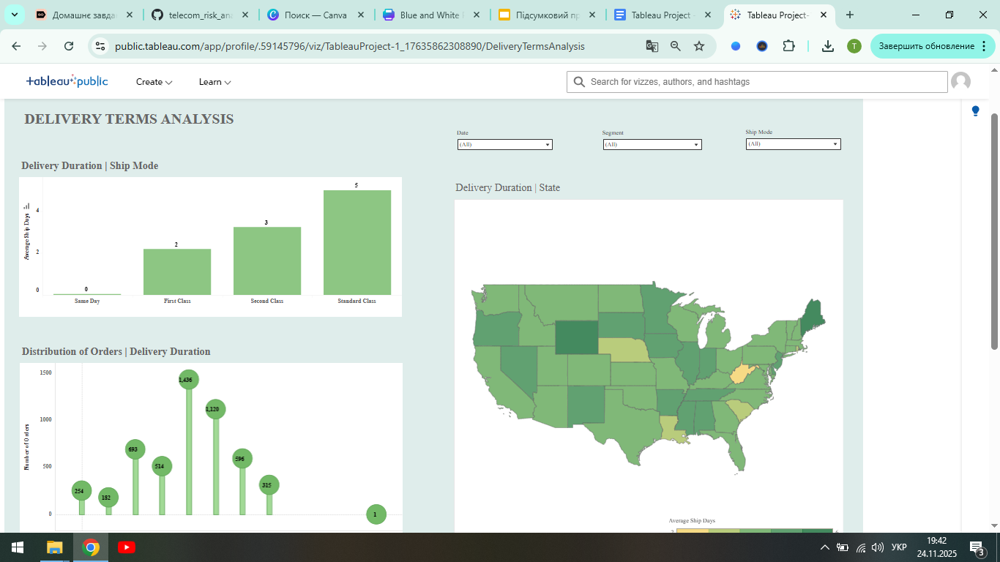 Домашнє завда
telecom_risk_ana
Поиск — Canva
Blue and White
Підсумковий пр
Tableau Project
Tableau Project-
public.tableau.com/app/profile/.59145796/viz/TableauProject-1_17635862308890/DeliveryTermsAnalysis
T
Завершить обновление
+ableau+public
Create
Learn
Search for vizzes, authors, and hashtags
DELIVERY TERMS ANALYSIS
Date
Segment
Ship Mode
(All)
(All)
(All)
Delivery Duration | Ship Mode
Delivery Duration | State
Average Ship Days
4
2
0
0
2
3
5
Same Day
First Class
Second Class
Standard Class
Distribution of Orders | Delivery Duration
Number of Orders
1500
1000
500
0
254
182
693
514
1,436
1,120
596
315
1
Average Ship Days
УКР
19:42
24.11.2025
3